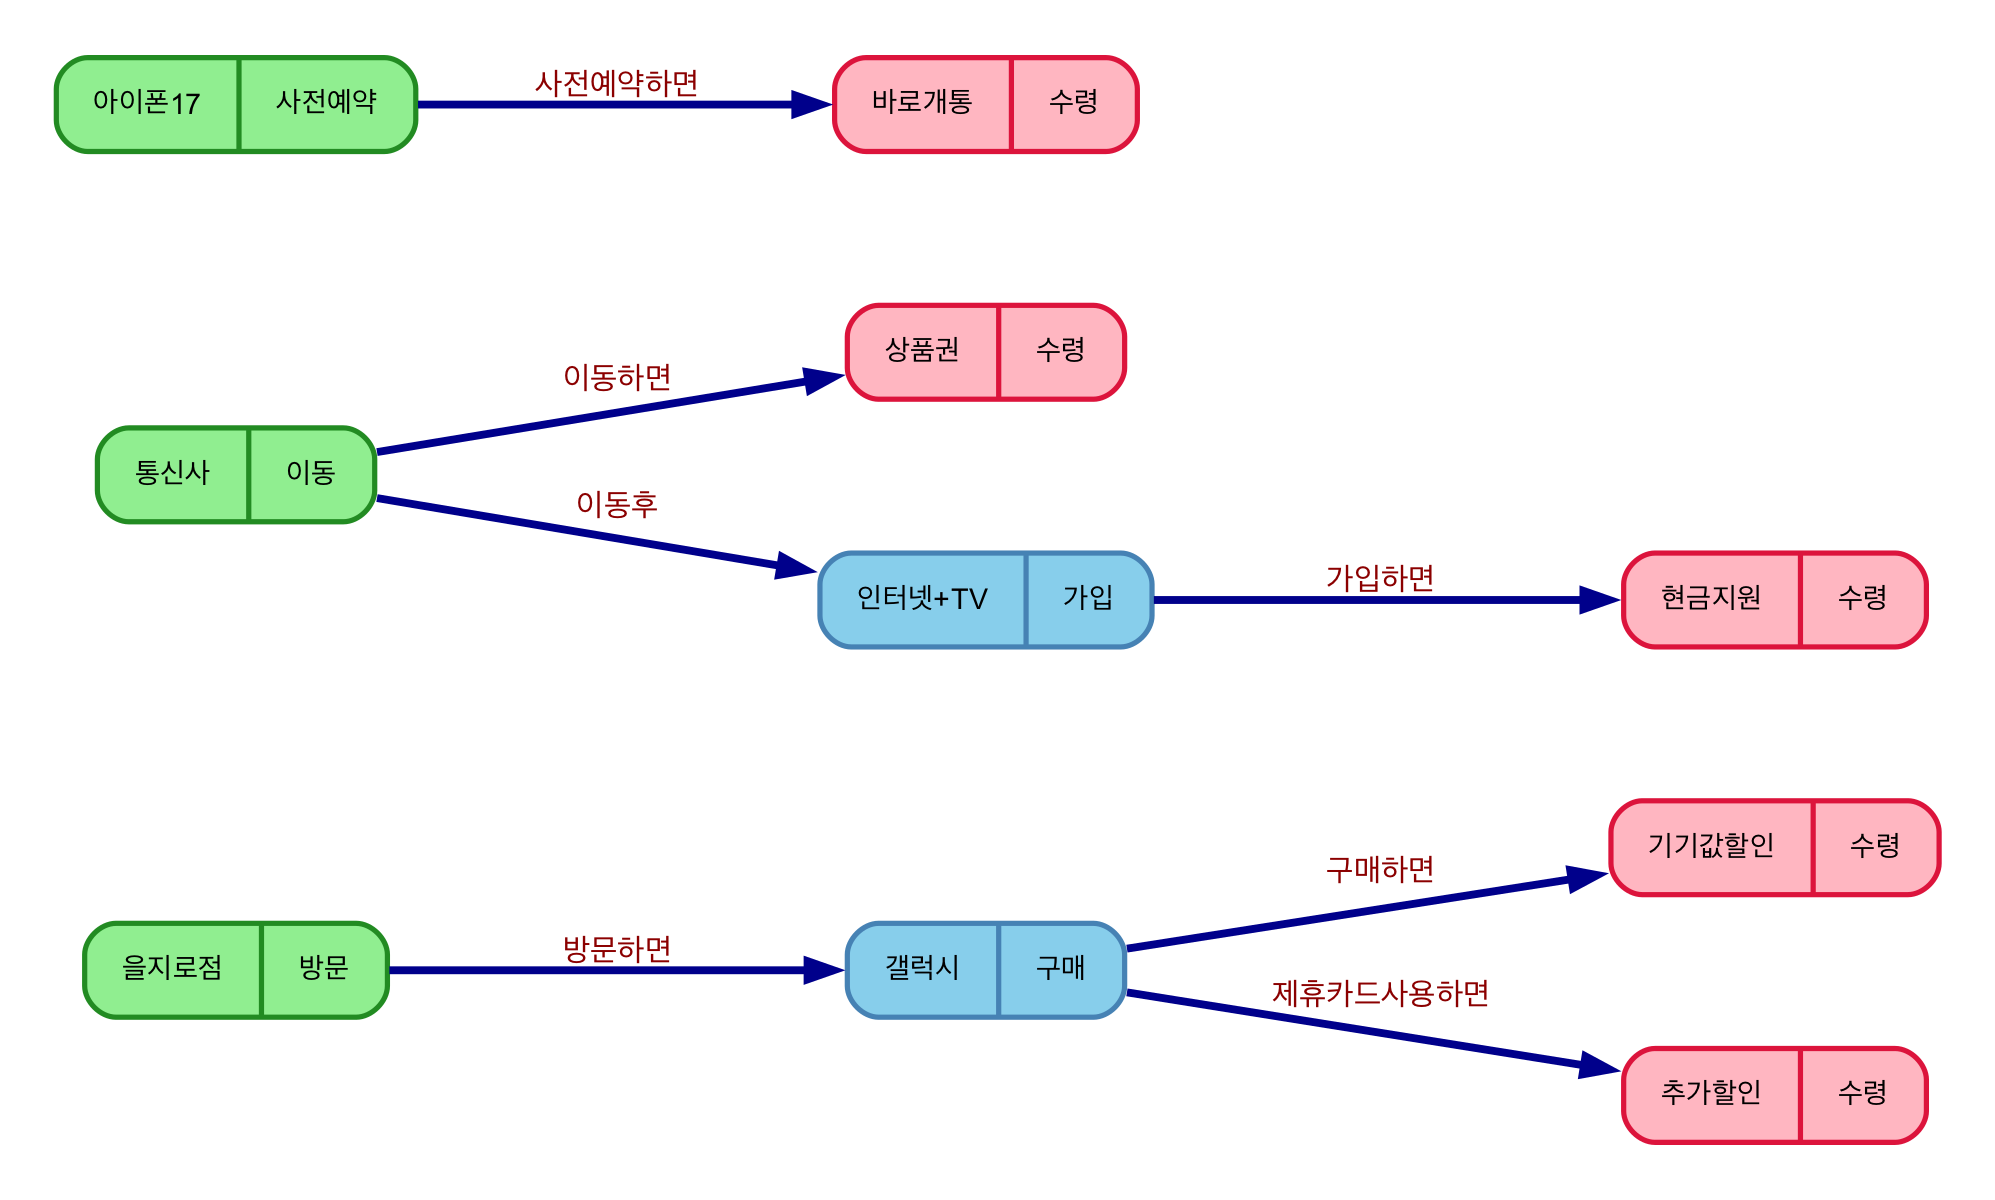 아이폰17 사전예약
사전예약하면
바로개통 수령
통신사 이동
이동하면
상품권 수령
이동후
인터넷+TV 가입
가입하면
현금지원 수령
을지로점 방문
방문하면
갤럭시 구매
구매하면
기기값할인 수령
제휴카드사용하면
추가할인 수령